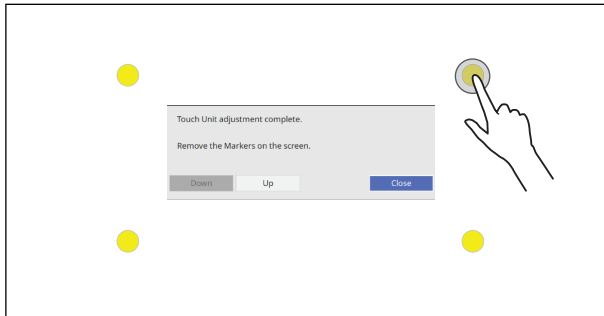 Touch Unit adjustment complete.
Remove the Markers on the screen.
Down Up Close